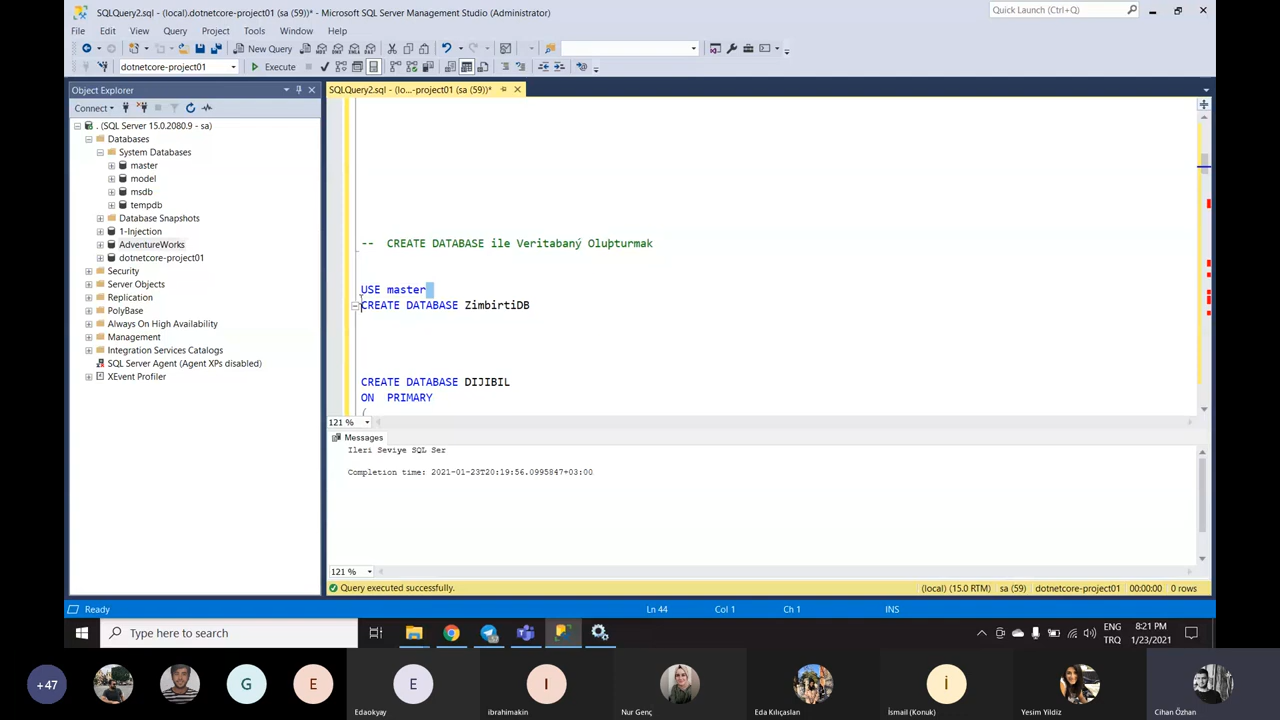 SQLQuery2.sql - (local).dotnetcore-project01 (sa (59))* - Microsoft SQL Server Management Studio (Administrator)
Quick Launch (Ctrl+Q)
File Edit View Query Project Tools Window Help
New Query
dotnetcore-project01
Execute
Object Explorer
SQLQuery2.sql - (lo...-project01 (sa (59))*
Connect
. (SQL Server 15.0.2080.9 - sa)
Databases
System Databases
master
model
msdb
tempdb
Database Snapshots
1-Injection
AdventureWorks
dotnetcore-project01
Security
Server Objects
Replication
PolyBase
Always On High Availability
Management
Integration Services Catalogs
SQL Server Agent (Agent XPs disabled)
XEvent Profiler
-- CREATE DATABASE ile Veritabaný Oluþturmak
USE master
CREATE DATABASE ZimbirtiDB
CREATE DATABASE DIJIBIL
ON PRIMARY
(
121 %
Messages
Ileri Seviye SQL Ser
Completion time: 2021-01-23T20:19:56.0995847+03:00
121 %
Query executed successfully.
(local) (15.0 RTM) sa (59) dotnetcore-project01 00:00:00 0 rows
Ready
Ln 44 Col 1 Ch 1 INS
Type here to search
ENG
TRQ
8:21 PM
1/23/2021
+47
G
E
E
I
İ
Edaokyay
ibrahimakin
Nur Genç
Eda Kılıçaslan
İsmail (Konuk)
Yesim Yildiz
Cihan Özhan